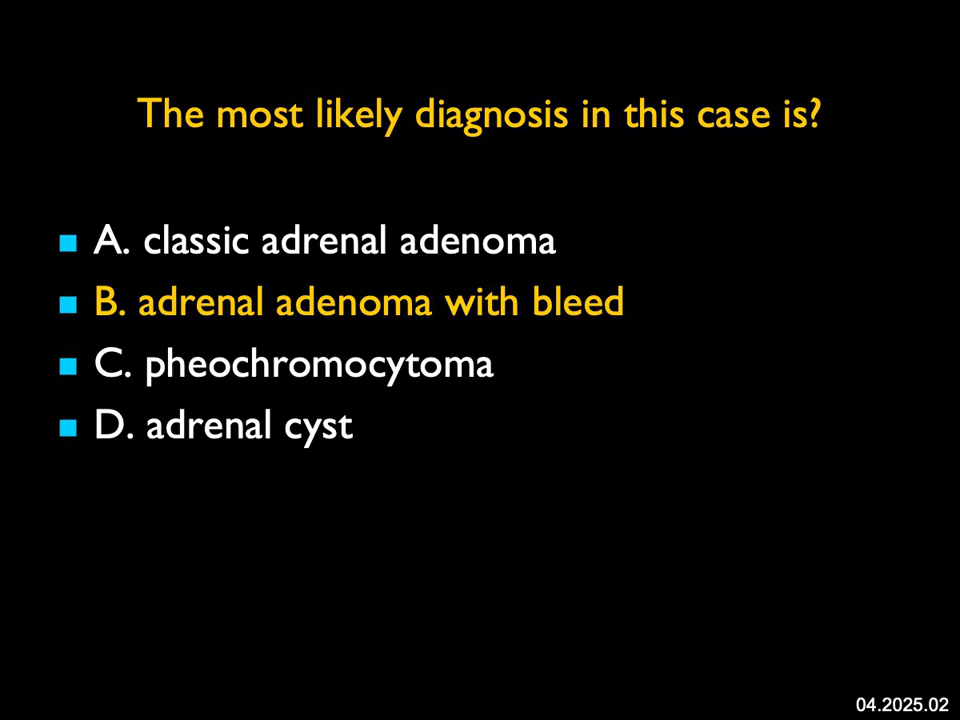 The most likely diagnosis in this case is?
A. classic adrenal adenoma
B. adrenal adenoma with bleed
C. pheochromocytoma
D. adrenal cyst
04.2025.02